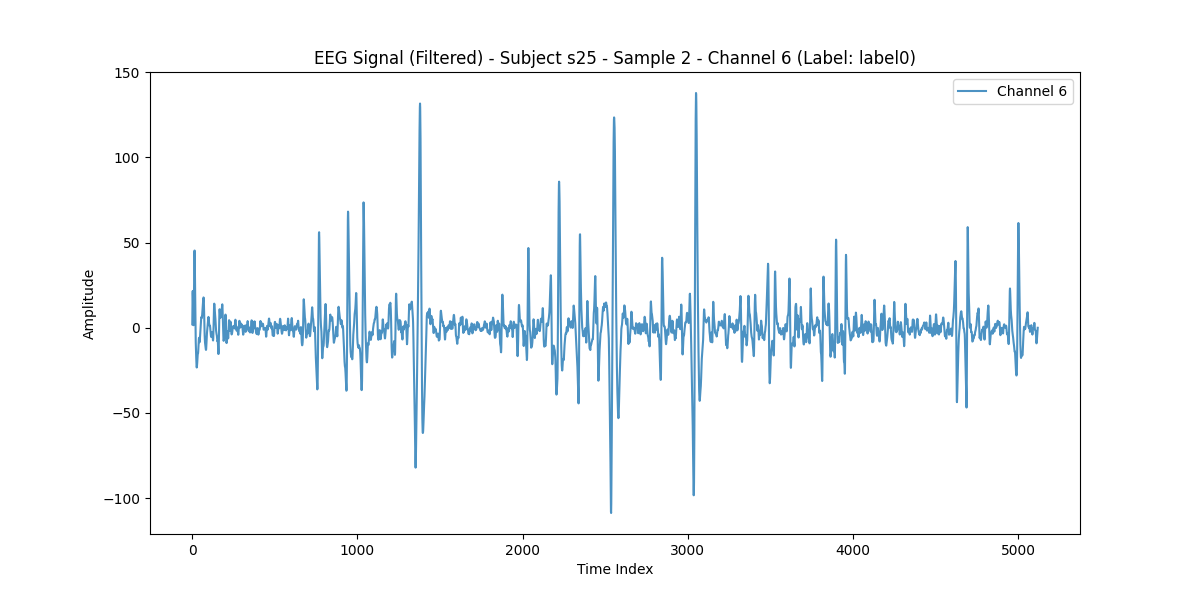 EEG Signal (Filtered) - Subject s25 - Sample 2 - Channel 6 (Label: label0)
Channel 6
150
100
50
0
−50
−100
Amplitude
0 1000 2000 3000 4000 5000
Time Index